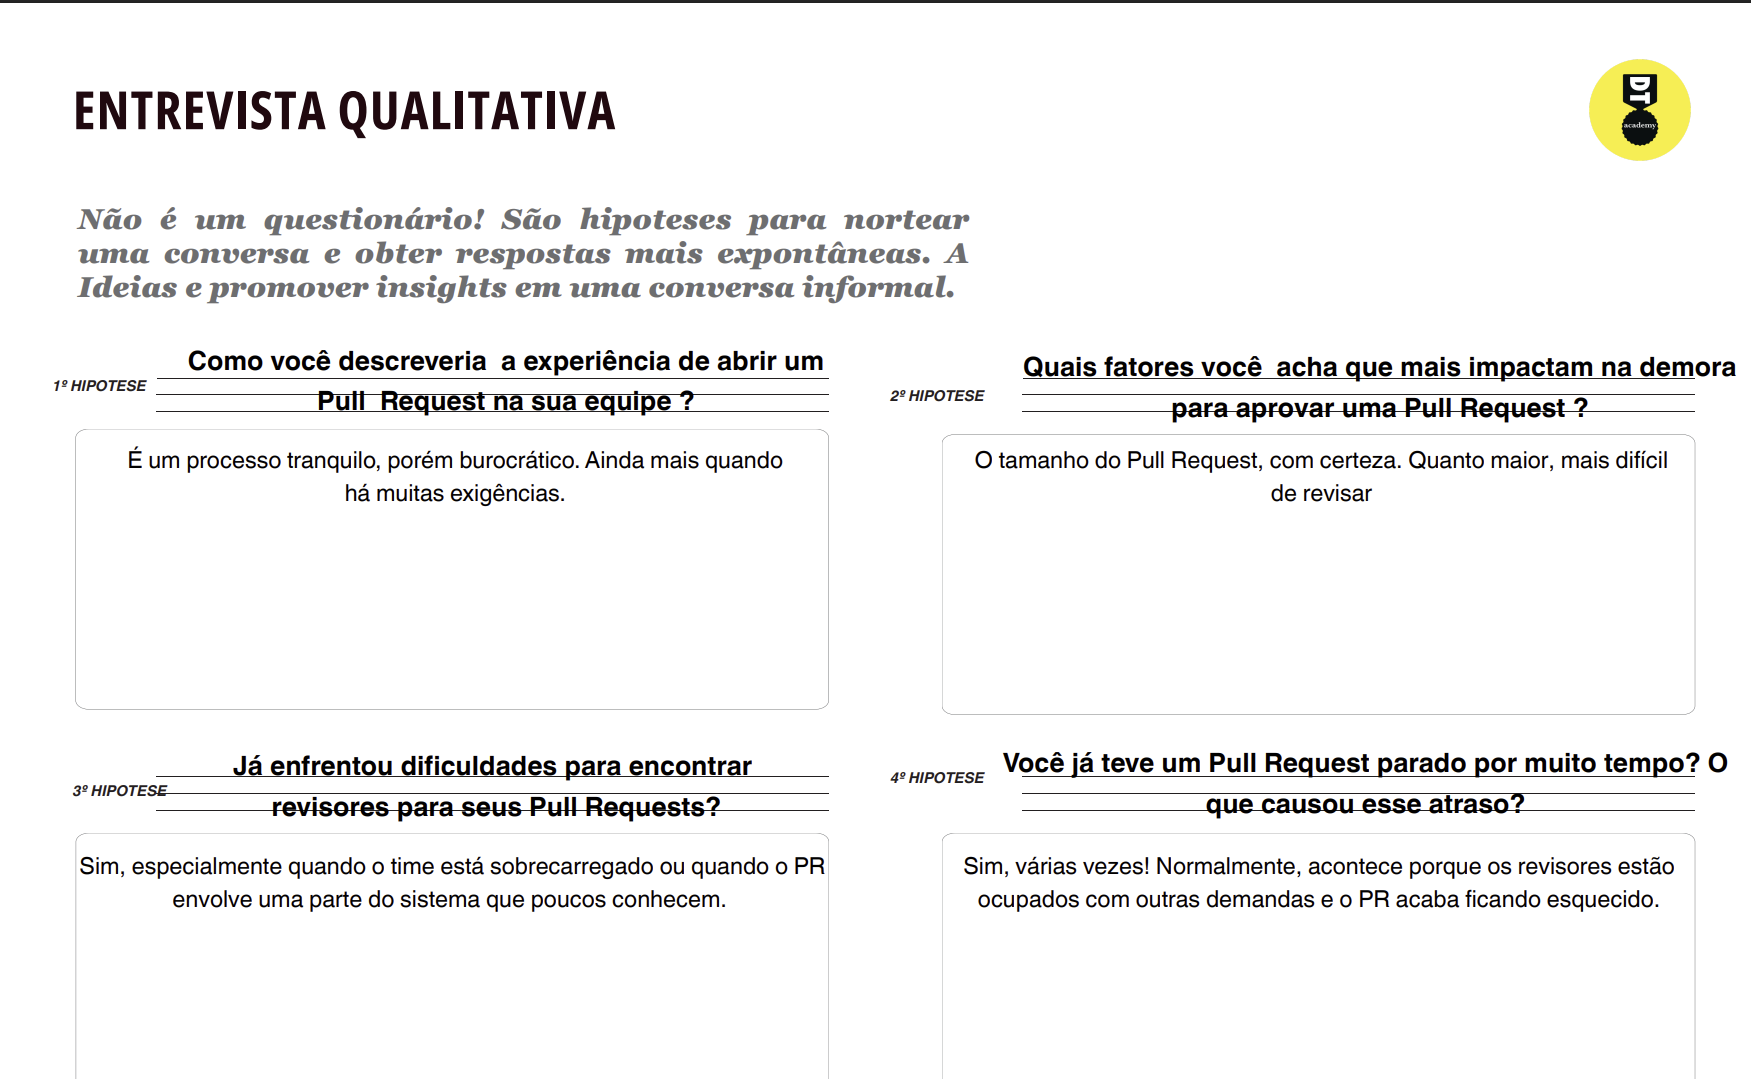 ENTREVISTA QUALITATIVA
DT
academy
Não é um questionário! São hipoteses para nortear
uma conversa e obter respostas mais expontâneas. A
Ideias e promover insights em uma conversa informal.
1º HIPOTESE
Como você descreveria  a experiência de abrir um
Pull  Request na sua equipe ?
É um processo tranquilo, porém burocrático. Ainda mais quando
há muitas exigências.
2º HIPOTESE
Quais fatores você  acha que mais impactam na demora
para aprovar uma Pull Request ?
O tamanho do Pull Request, com certeza. Quanto maior, mais difícil
de revisar
3º HIPOTESE
Já enfrentou dificuldades para encontrar
revisores para seus Pull Requests?
Sim, especialmente quando o time está sobrecarregado ou quando o PR
envolve uma parte do sistema que poucos conhecem.
4º HIPOTESE
Você já teve um Pull Request parado por muito tempo? O
que causou esse atraso?
Sim, várias vezes! Normalmente, acontece porque os revisores estão
ocupados com outras demandas e o PR acaba ficando esquecido.